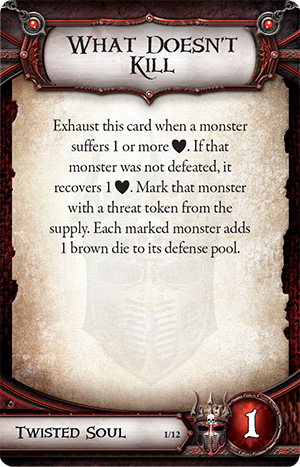 What Doesn't
Kill
Exhaust this card when a monster
suffers 1 or more ♥. If that
monster was not defeated, it
recovers 1 ♥. Mark that monster
with a threat token from the
supply. Each marked monster adds
1 brown die to its defense pool.
Twisted Soul 1/12 1